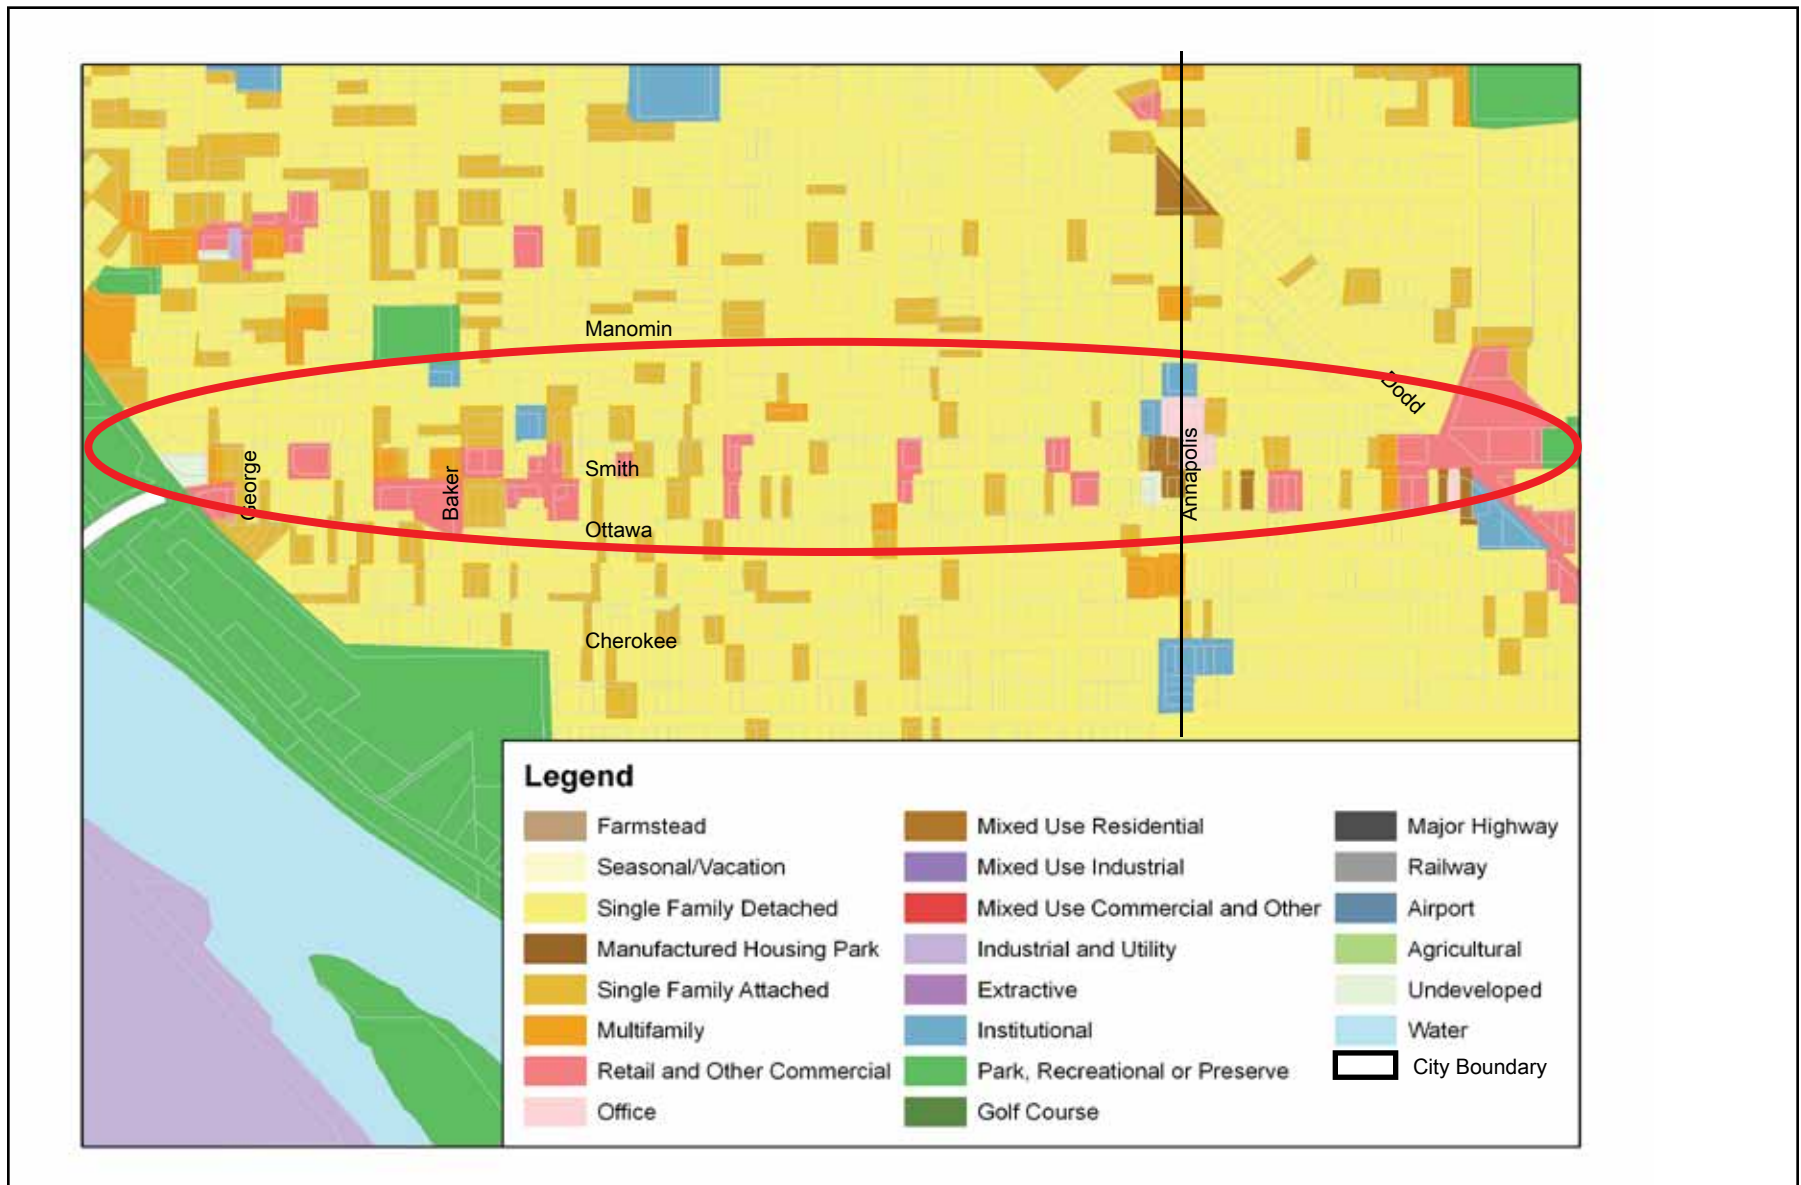 Manomin
Dodd
George
Baker
Smith
Annapolis
Ottawa
Cherokee
Legend
Farmstead
Seasonal/Vacation
Single Family Detached
Manufactured Housing Park
Single Family Attached
Multifamily
Retail and Other Commercial
Office
Mixed Use Residential
Mixed Use Industrial
Mixed Use Commercial and Other
Industrial and Utility
Extractive
Institutional
Park, Recreational or Preserve
Golf Course
Major Highway
Railway
Airport
Agricultural
Undeveloped
Water
City Boundary